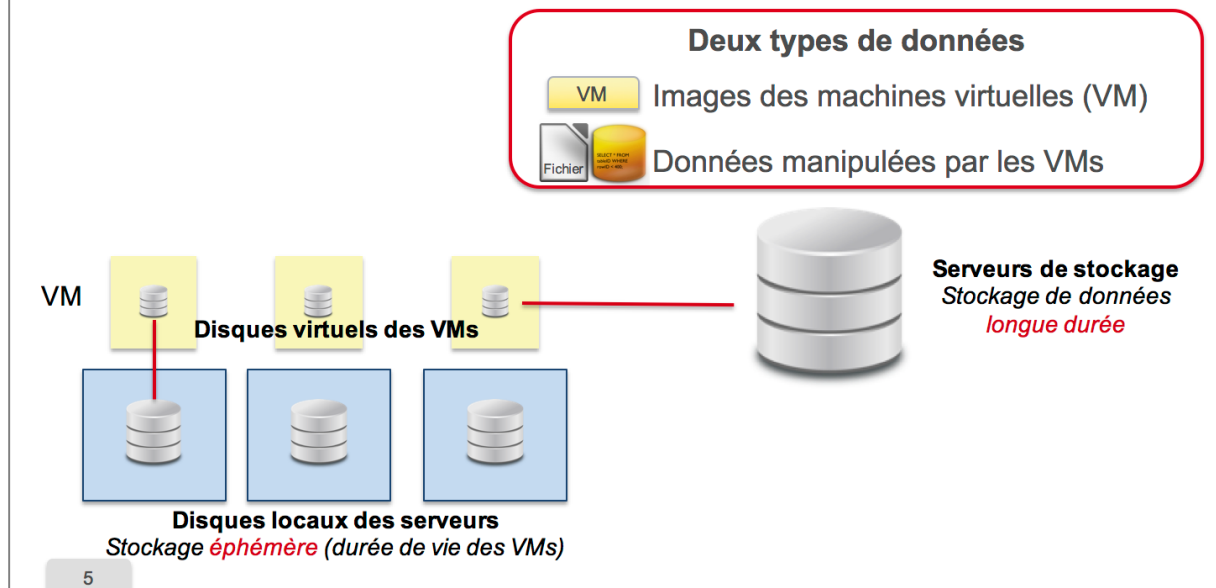 Deux types de données
VM
Images des machines virtuelles (VM)
Fichier
SELECT * FROM
Données manipulées par les VMs
VM
Disques virtuels des VMs
Serveurs de stockage
Stockage de données
longue durée
Disques locaux des serveurs
Stockage éphémère (durée de vie des VMs)
5